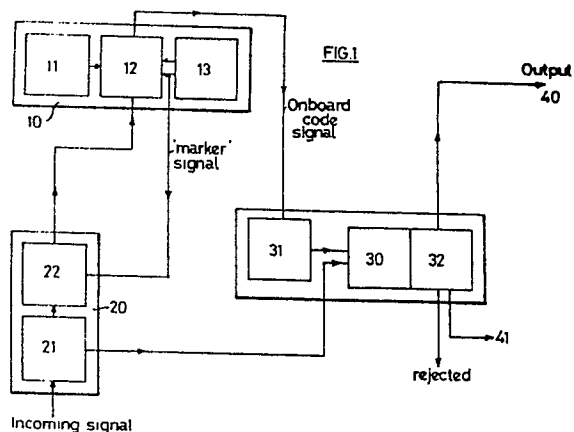 FIG.1
11
12
13
10
'marker'
signal
Onboard
code
signal
Output
40
31
30
32
22
20
21
41
rejected
Incoming signal